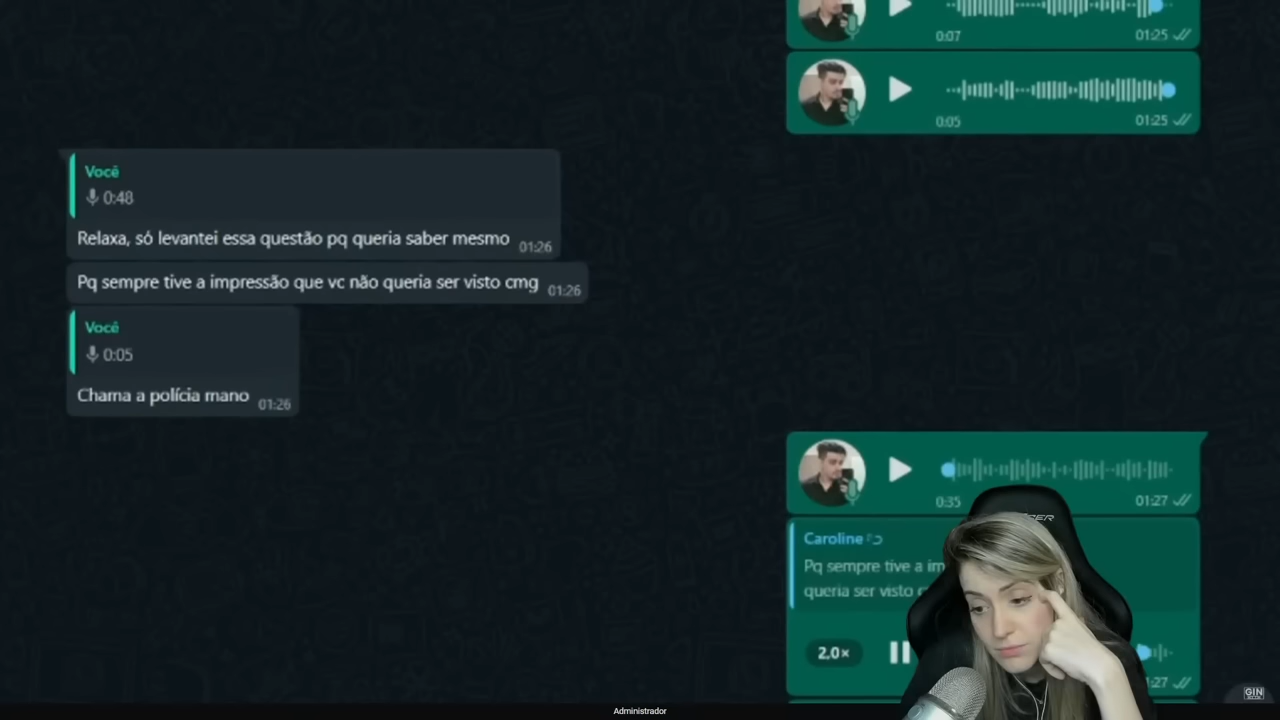 0:07 01:25
0:05 01:25
Você
0:48
Relaxa, só levantei essa questão pq queria saber mesmo 01:26
Pq sempre tive a impressão que vc não queria ser visto cmg 01:26
Você
0:05
Chama a polícia mano 01:26
0:35 01:27
Caroline
Pq sempre tive a im
queria ser visto
2.0×
:27
GIN
Administrador